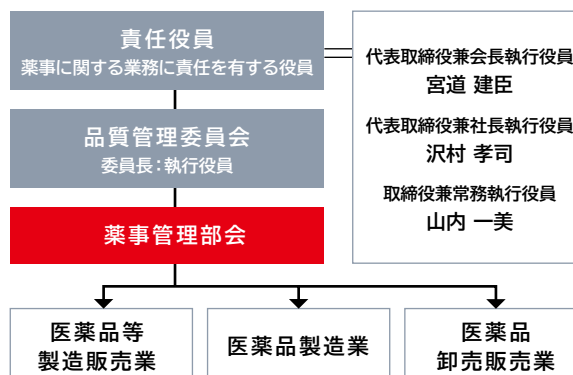 責任役員
薬事に関する業務に責任を有する役員
代表取締役兼会長執行役員
宮道 建臣
代表取締役兼社長執行役員
沢村 孝司
取締役兼常務執行役員
山内 一美
品質管理委員会
委員長：執行役員
薬事管理部会
医薬品等
製造販売業
医薬品製造業
医薬品
卸売販売業